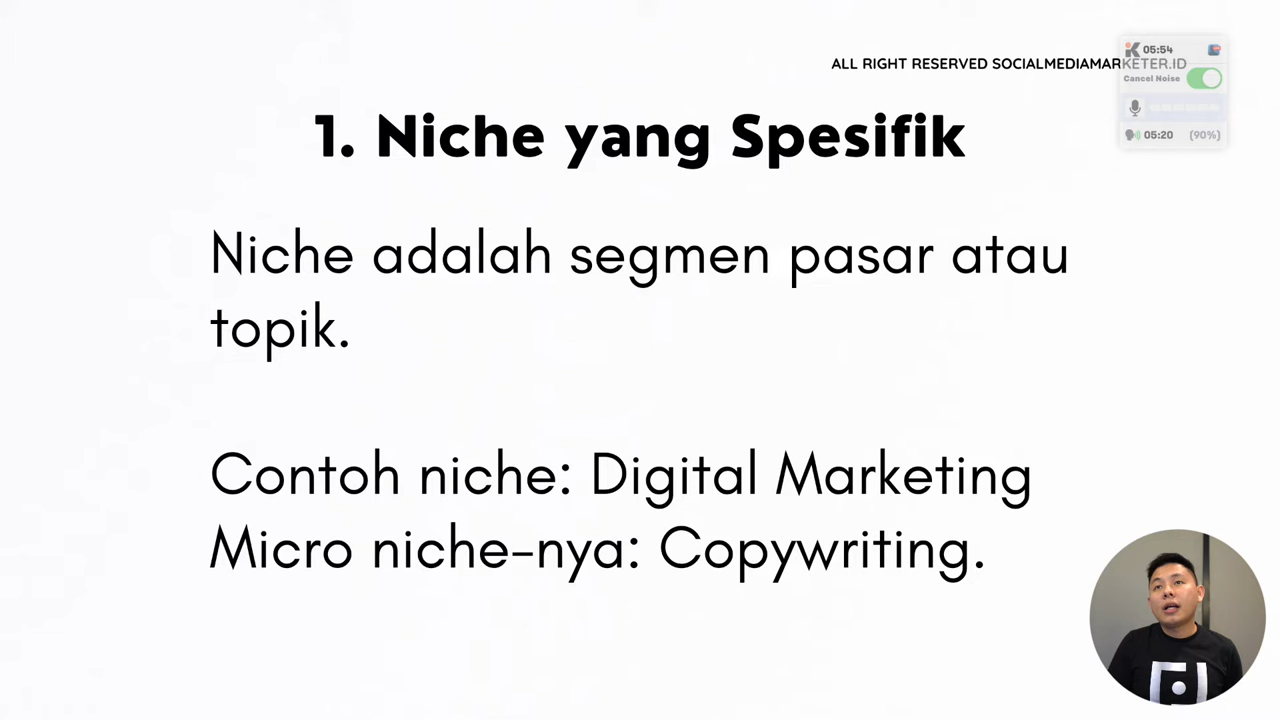 ALL RIGHT RESERVED SOCIALMEDIAMARKETER.ID
05:54
Cancel Noise
05:20 (90%)
1. Niche yang Spesifik
Niche adalah segmen pasar atau
topik.
Contoh niche: Digital Marketing
Micro niche-nya: Copywriting.